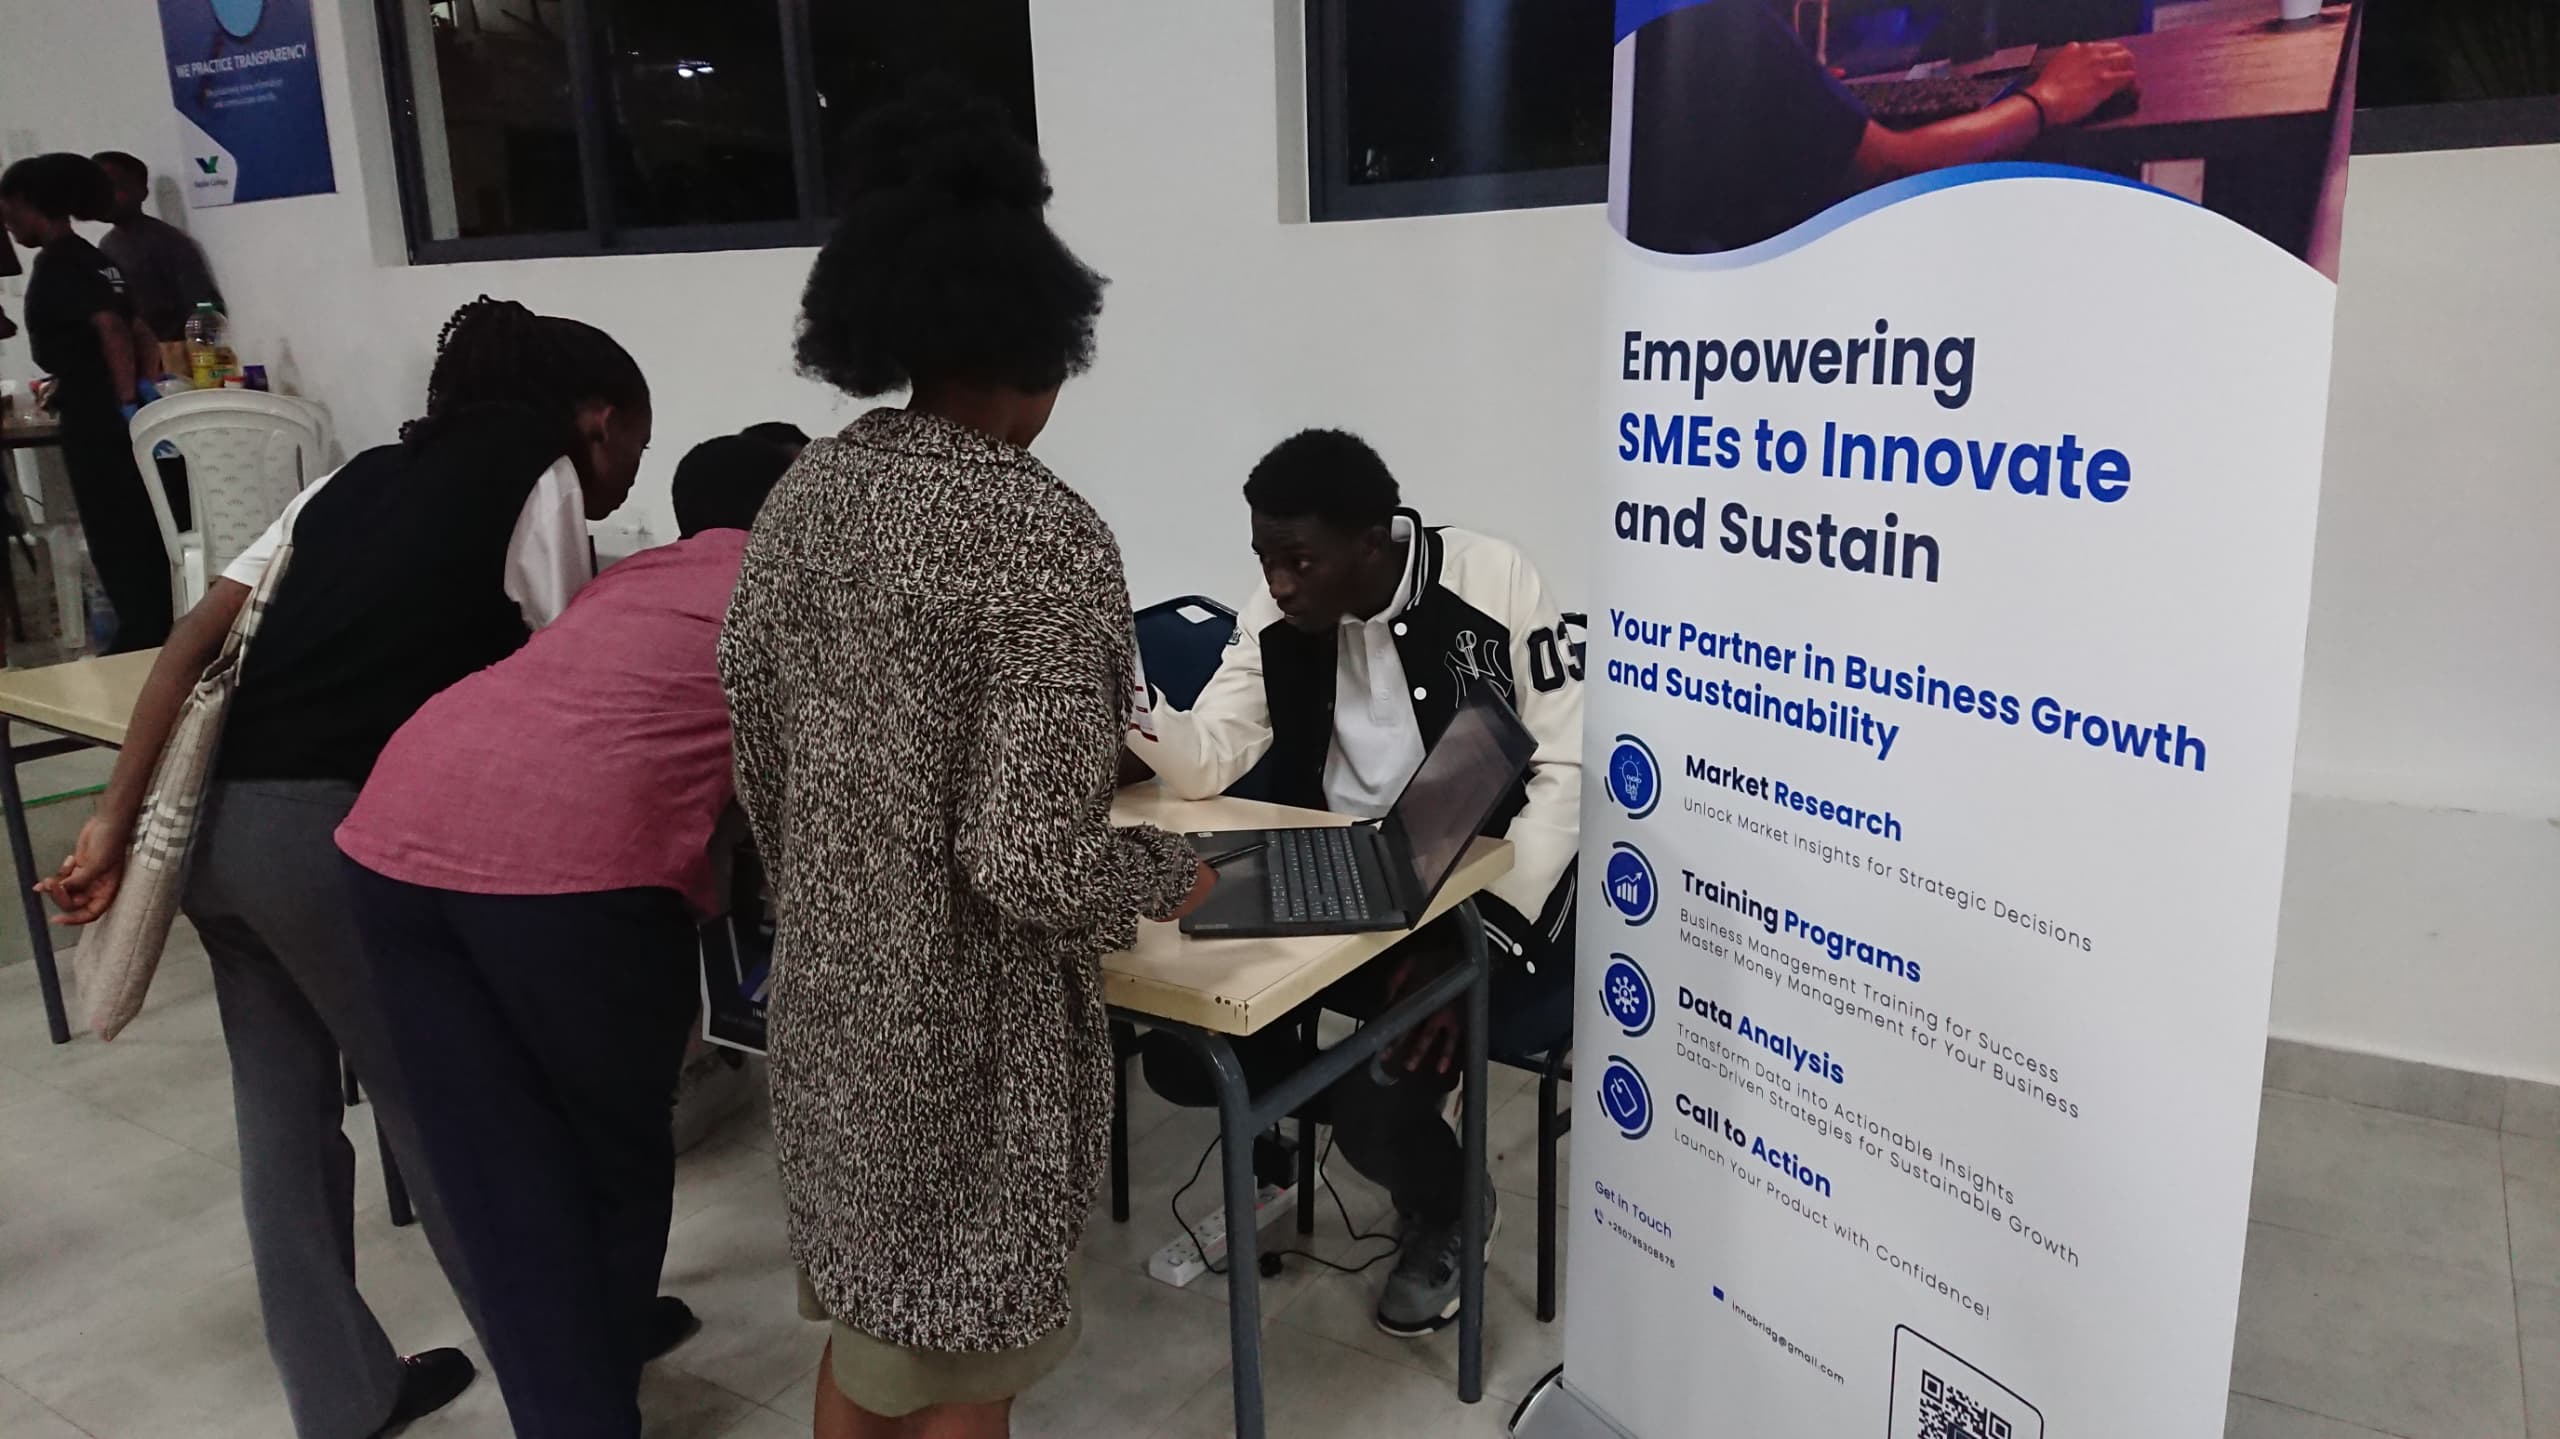 WE PRACTICE TRANSPARENCY
Empowering
SMEs to Innovate
and Sustain
Your Partner in Business Growth
and Sustainability
Market Research
Unlock Market Insights for Strategic Decisions
Training Programs
Business Management Training for Success
Master Money Management for Your Business
Data Analysis
Transform Data into Actionable Insights
Data-Driven Strategies for Sustainable Growth
Call to Action
Launch Your Product with Confidence!
Get in Touch
innobridg@gmail.com
03
NY